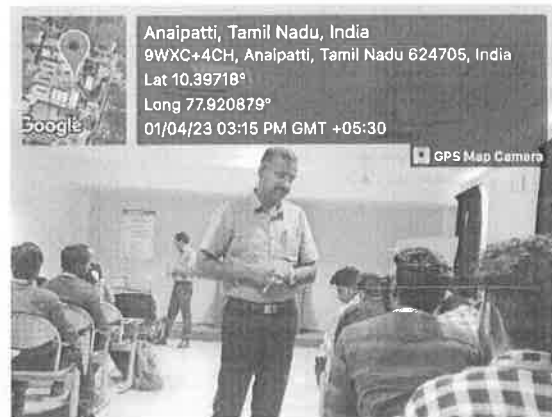 Anaipatti, Tamil Nadu, India
9WXC+4CH, Anaipatti, Tamil Nadu 624705, India
Lat 10.39718°
Long 77.920879°
01/04/23 03:15 PM GMT +05:30
Google
GPS Map Camera